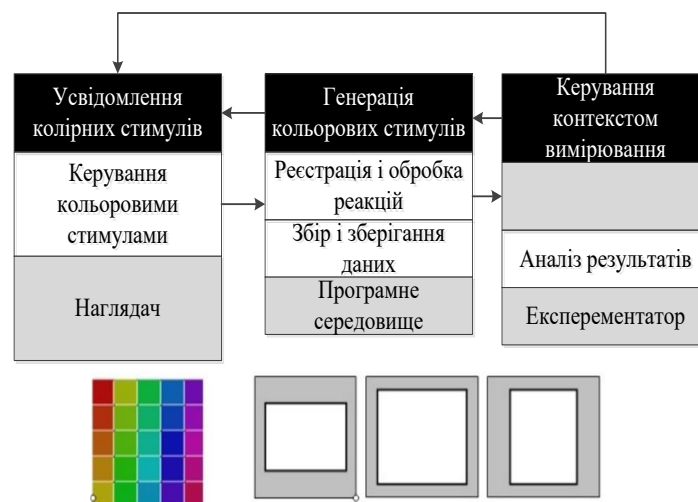 Усвідомлення
колірних стимулів
Керування
кольоровими
стимулами
Наглядач
Генерація
кольорових стимулів
Реєстрація і обробка
реакцій
Збір і зберігання
даних
Програмне
середовище
Керування
контекстом
вимірювання
Аналіз результатів
Експерементатор